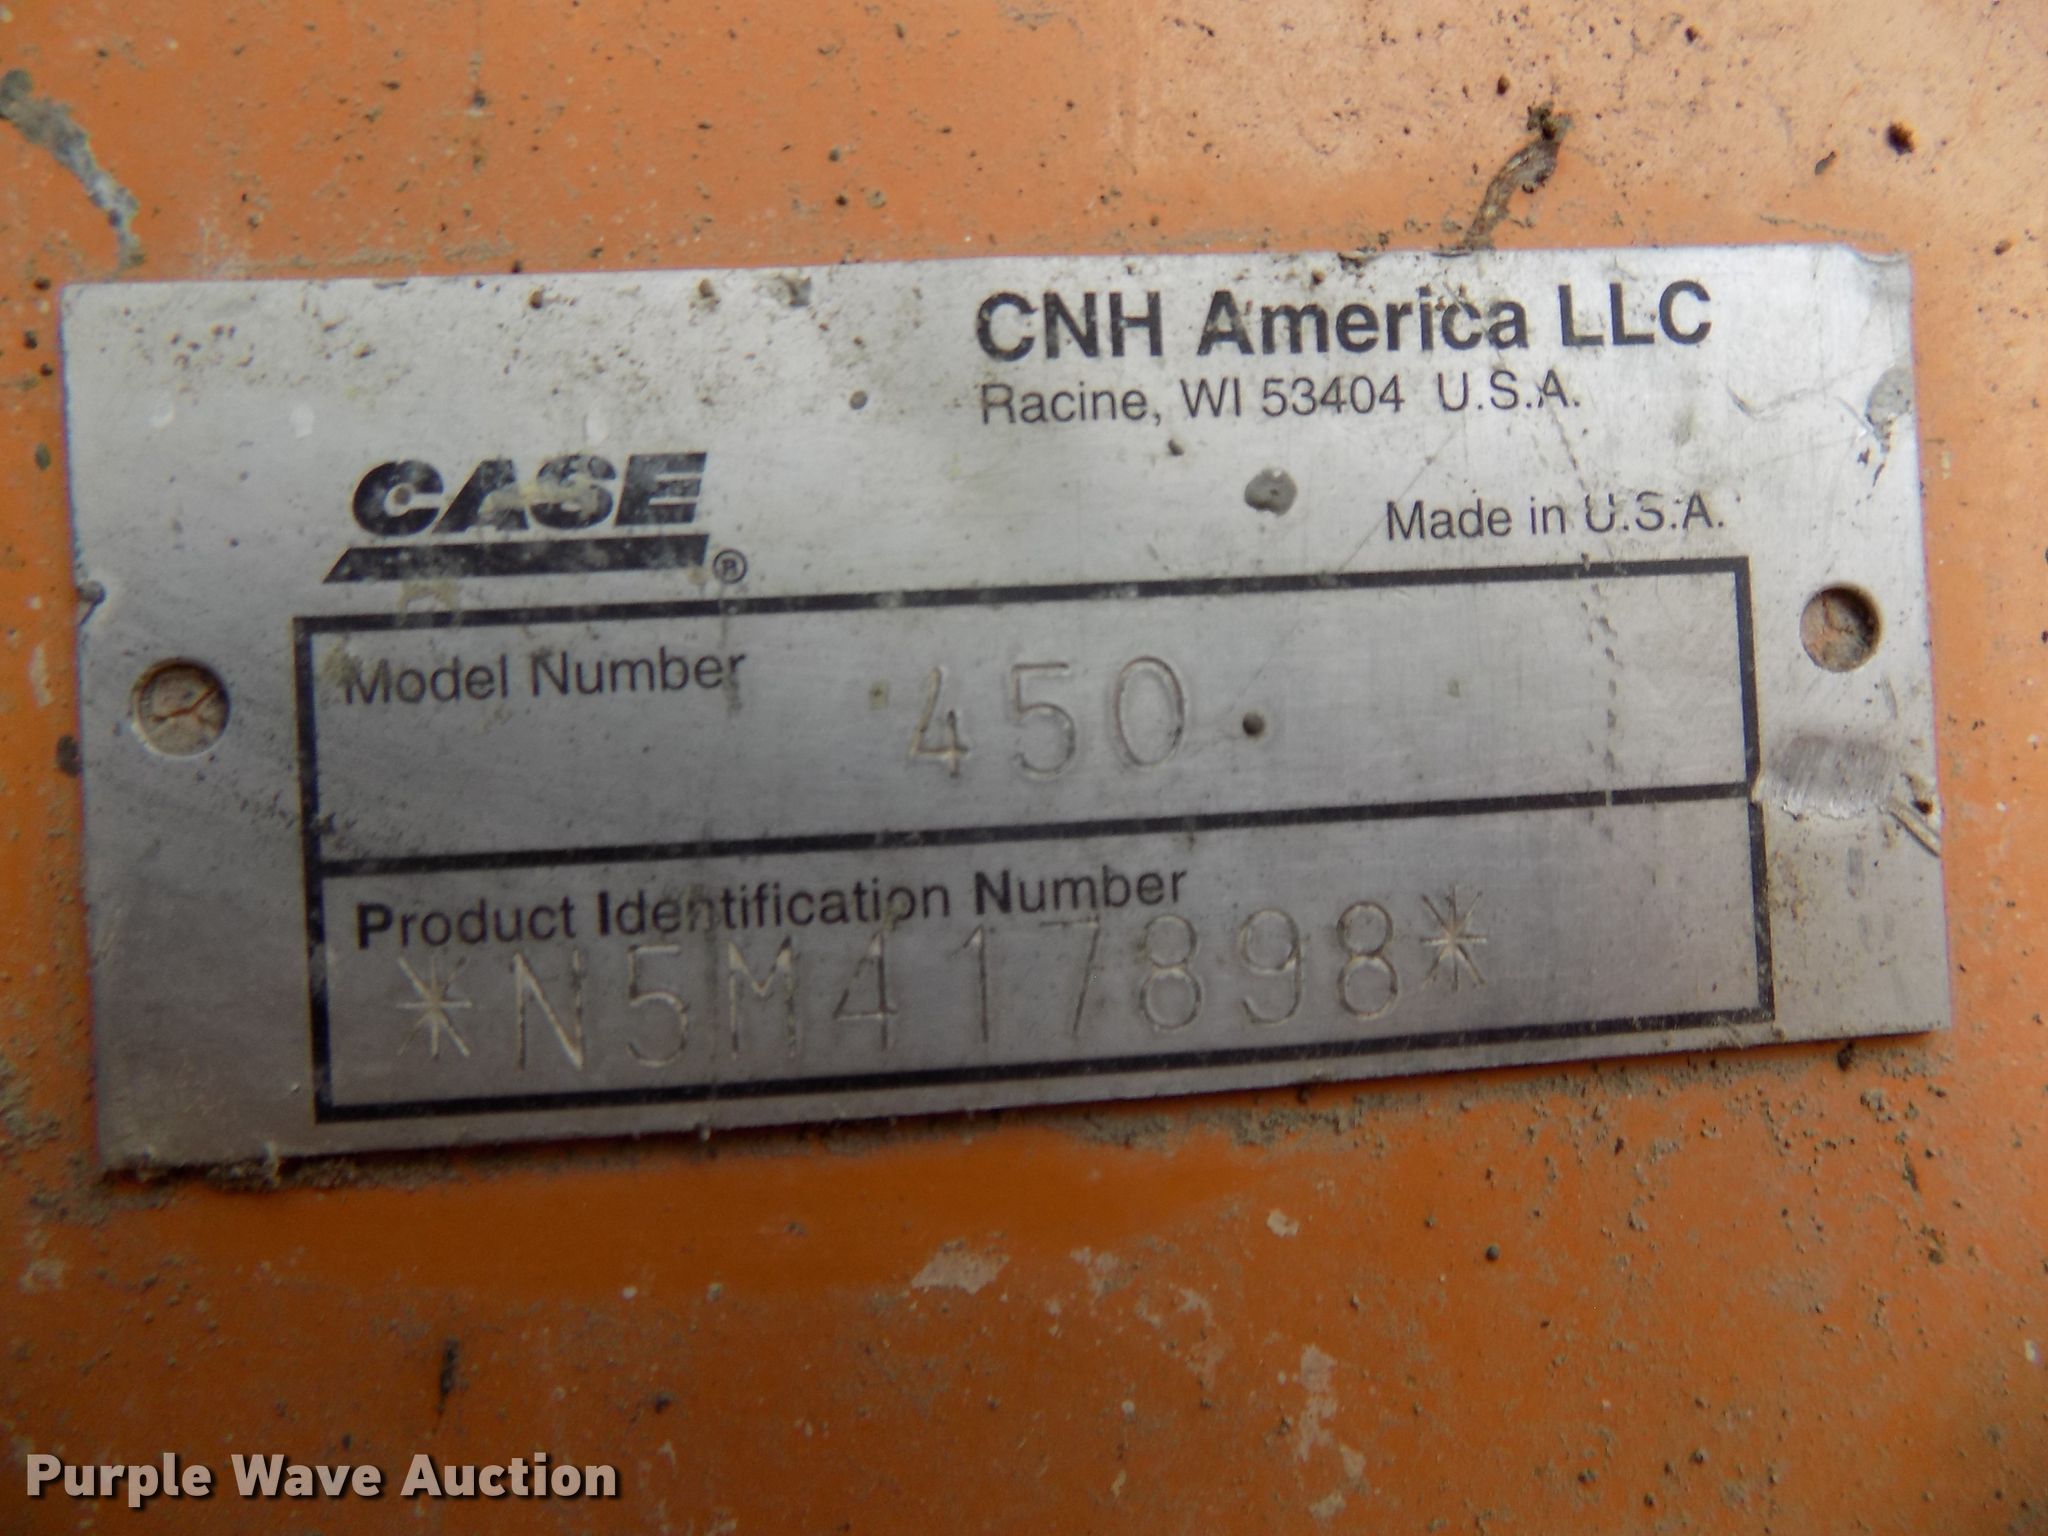 CNH America LLC
Racine, WI 53404 U.S.A.
CASE®
Made in U.S.A.
Model Number
450
Product Identification Number
*N5M417898*
Purple Wave Auction